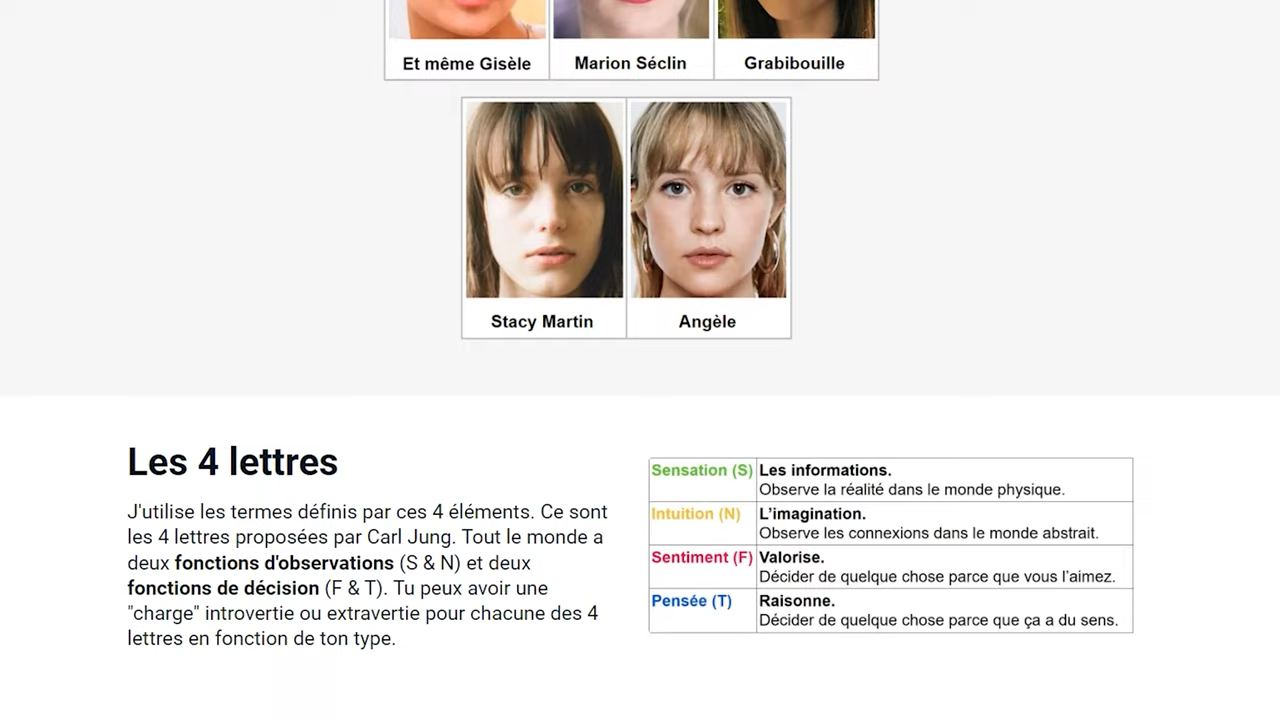 Et même Gisèle
Marion Séclin
Grabibouille
Stacy Martin
Angèle
Les 4 lettres
J'utilise les termes définis par ces 4 éléments. Ce sont
les 4 lettres proposées par Carl Jung. Tout le monde a
deux fonctions d'observations (S & N) et deux
fonctions de décision (F & T). Tu peux avoir une
"charge" introvertie ou extravertie pour chacune des 4
lettres en fonction de ton type.
Sensation (S) Les informations.
Observe la réalité dans le monde physique.
Intuition (N) L'imagination.
Observe les connexions dans le monde abstrait.
Sentiment (F) Valorise.
Décider de quelque chose parce que vous l'aimez.
Pensée (T) Raisonne.
Décider de quelque chose parce que ça a du sens.